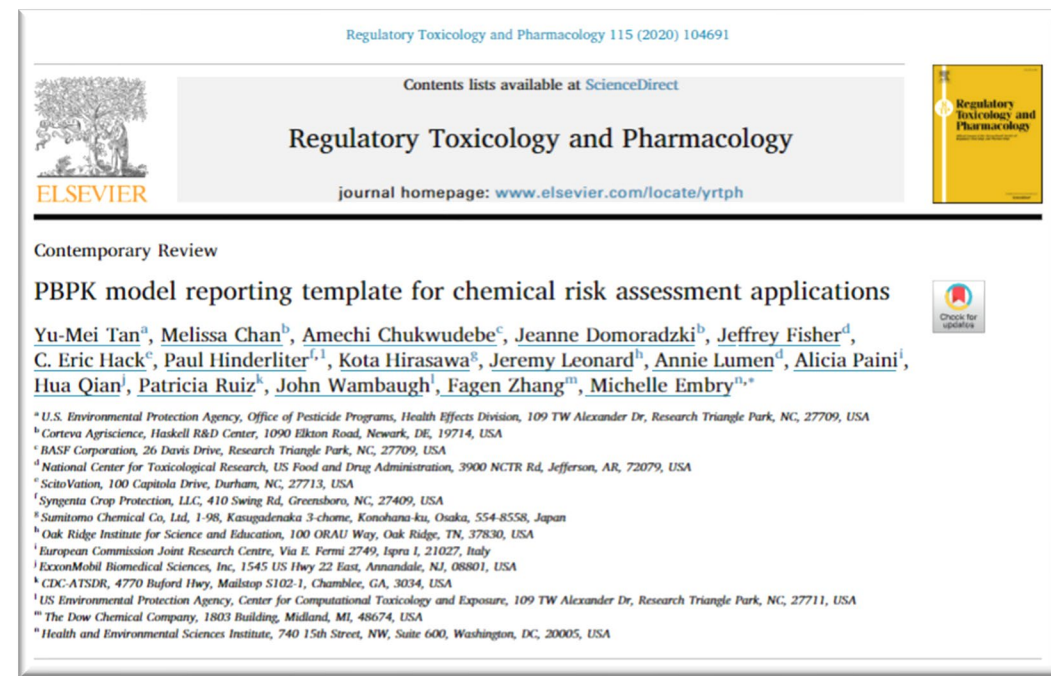 Regulatory Toxicology and Pharmacology 115 (2020) 104691
Contents lists available at ScienceDirect
Regulatory Toxicology and Pharmacology
journal homepage: www.elsevier.com/locate/yrtph
ELSEVIER
Regulatory
Toxicology and
Pharmacology
Contemporary Review
PBPK model reporting template for chemical risk assessment applications
Check for
updates
Yu-Mei Tanᵃ, Melissa Chanᵇ, Amechi Chukwudebeᶜ, Jeanne Domoradzkiᵇ, Jeffrey Fisherᵈ,
C. Eric Hackᵉ, Paul Hinderliterᶠ,¹, Kota Hirasawaᵍ, Jeremy Leonardʰ, Annie Lumenᵈ, Alicia Painiⁱ,
Hua Qianʲ, Patricia Ruizᵏ, John Wambaughˡ, Fagen Zhangᵐ, Michelle Embryⁿ,*
ᵃ U.S. Environmental Protection Agency, Office of Pesticide Programs, Health Effects Division, 109 TW Alexander Dr, Research Triangle Park, NC, 27709, USA
ᵇ Corteva Agriscience, Haskell R&D Center, 1090 Elkton Road, Newark, DE, 19714, USA
ᶜ BASF Corporation, 26 Davis Drive, Research Triangle Park, NC, 27709, USA
ᵈ National Center for Toxicological Research, US Food and Drug Administration, 3900 NCTR Rd, Jefferson, AR, 72079, USA
ᵉ ScitoVation, 100 Capitola Drive, Durham, NC, 27713, USA
ᶠ Syngenta Crop Protection, LLC, 410 Swing Rd, Greensboro, NC, 27409, USA
ᵍ Sumitomo Chemical Co, Ltd, 1-98, Kasugadenaka 3-chome, Konohana-ku, Osaka, 554-8558, Japan
ʰ Oak Ridge Institute for Science and Education, 100 ORAU Way, Oak Ridge, TN, 37830, USA
ⁱ European Commission Joint Research Centre, Via E. Fermi 2749, Ispra I, 21027, Italy
ʲ ExxonMobil Biomedical Sciences, Inc, 1545 US Hwy 22 East, Annandale, NJ, 08801, USA
ᵏ CDC-ATSDR, 4770 Buford Hwy, Mailstop S102-1, Chamblee, GA, 3034, USA
ˡ US Environmental Protection Agency, Center for Computational Toxicology and Exposure, 109 TW Alexander Dr, Research Triangle Park, NC, 27711, USA
ᵐ The Dow Chemical Company, 1803 Building, Midland, MI, 48674, USA
ⁿ Health and Environmental Sciences Institute, 740 15th Street, NW, Suite 600, Washington, DC, 20005, USA